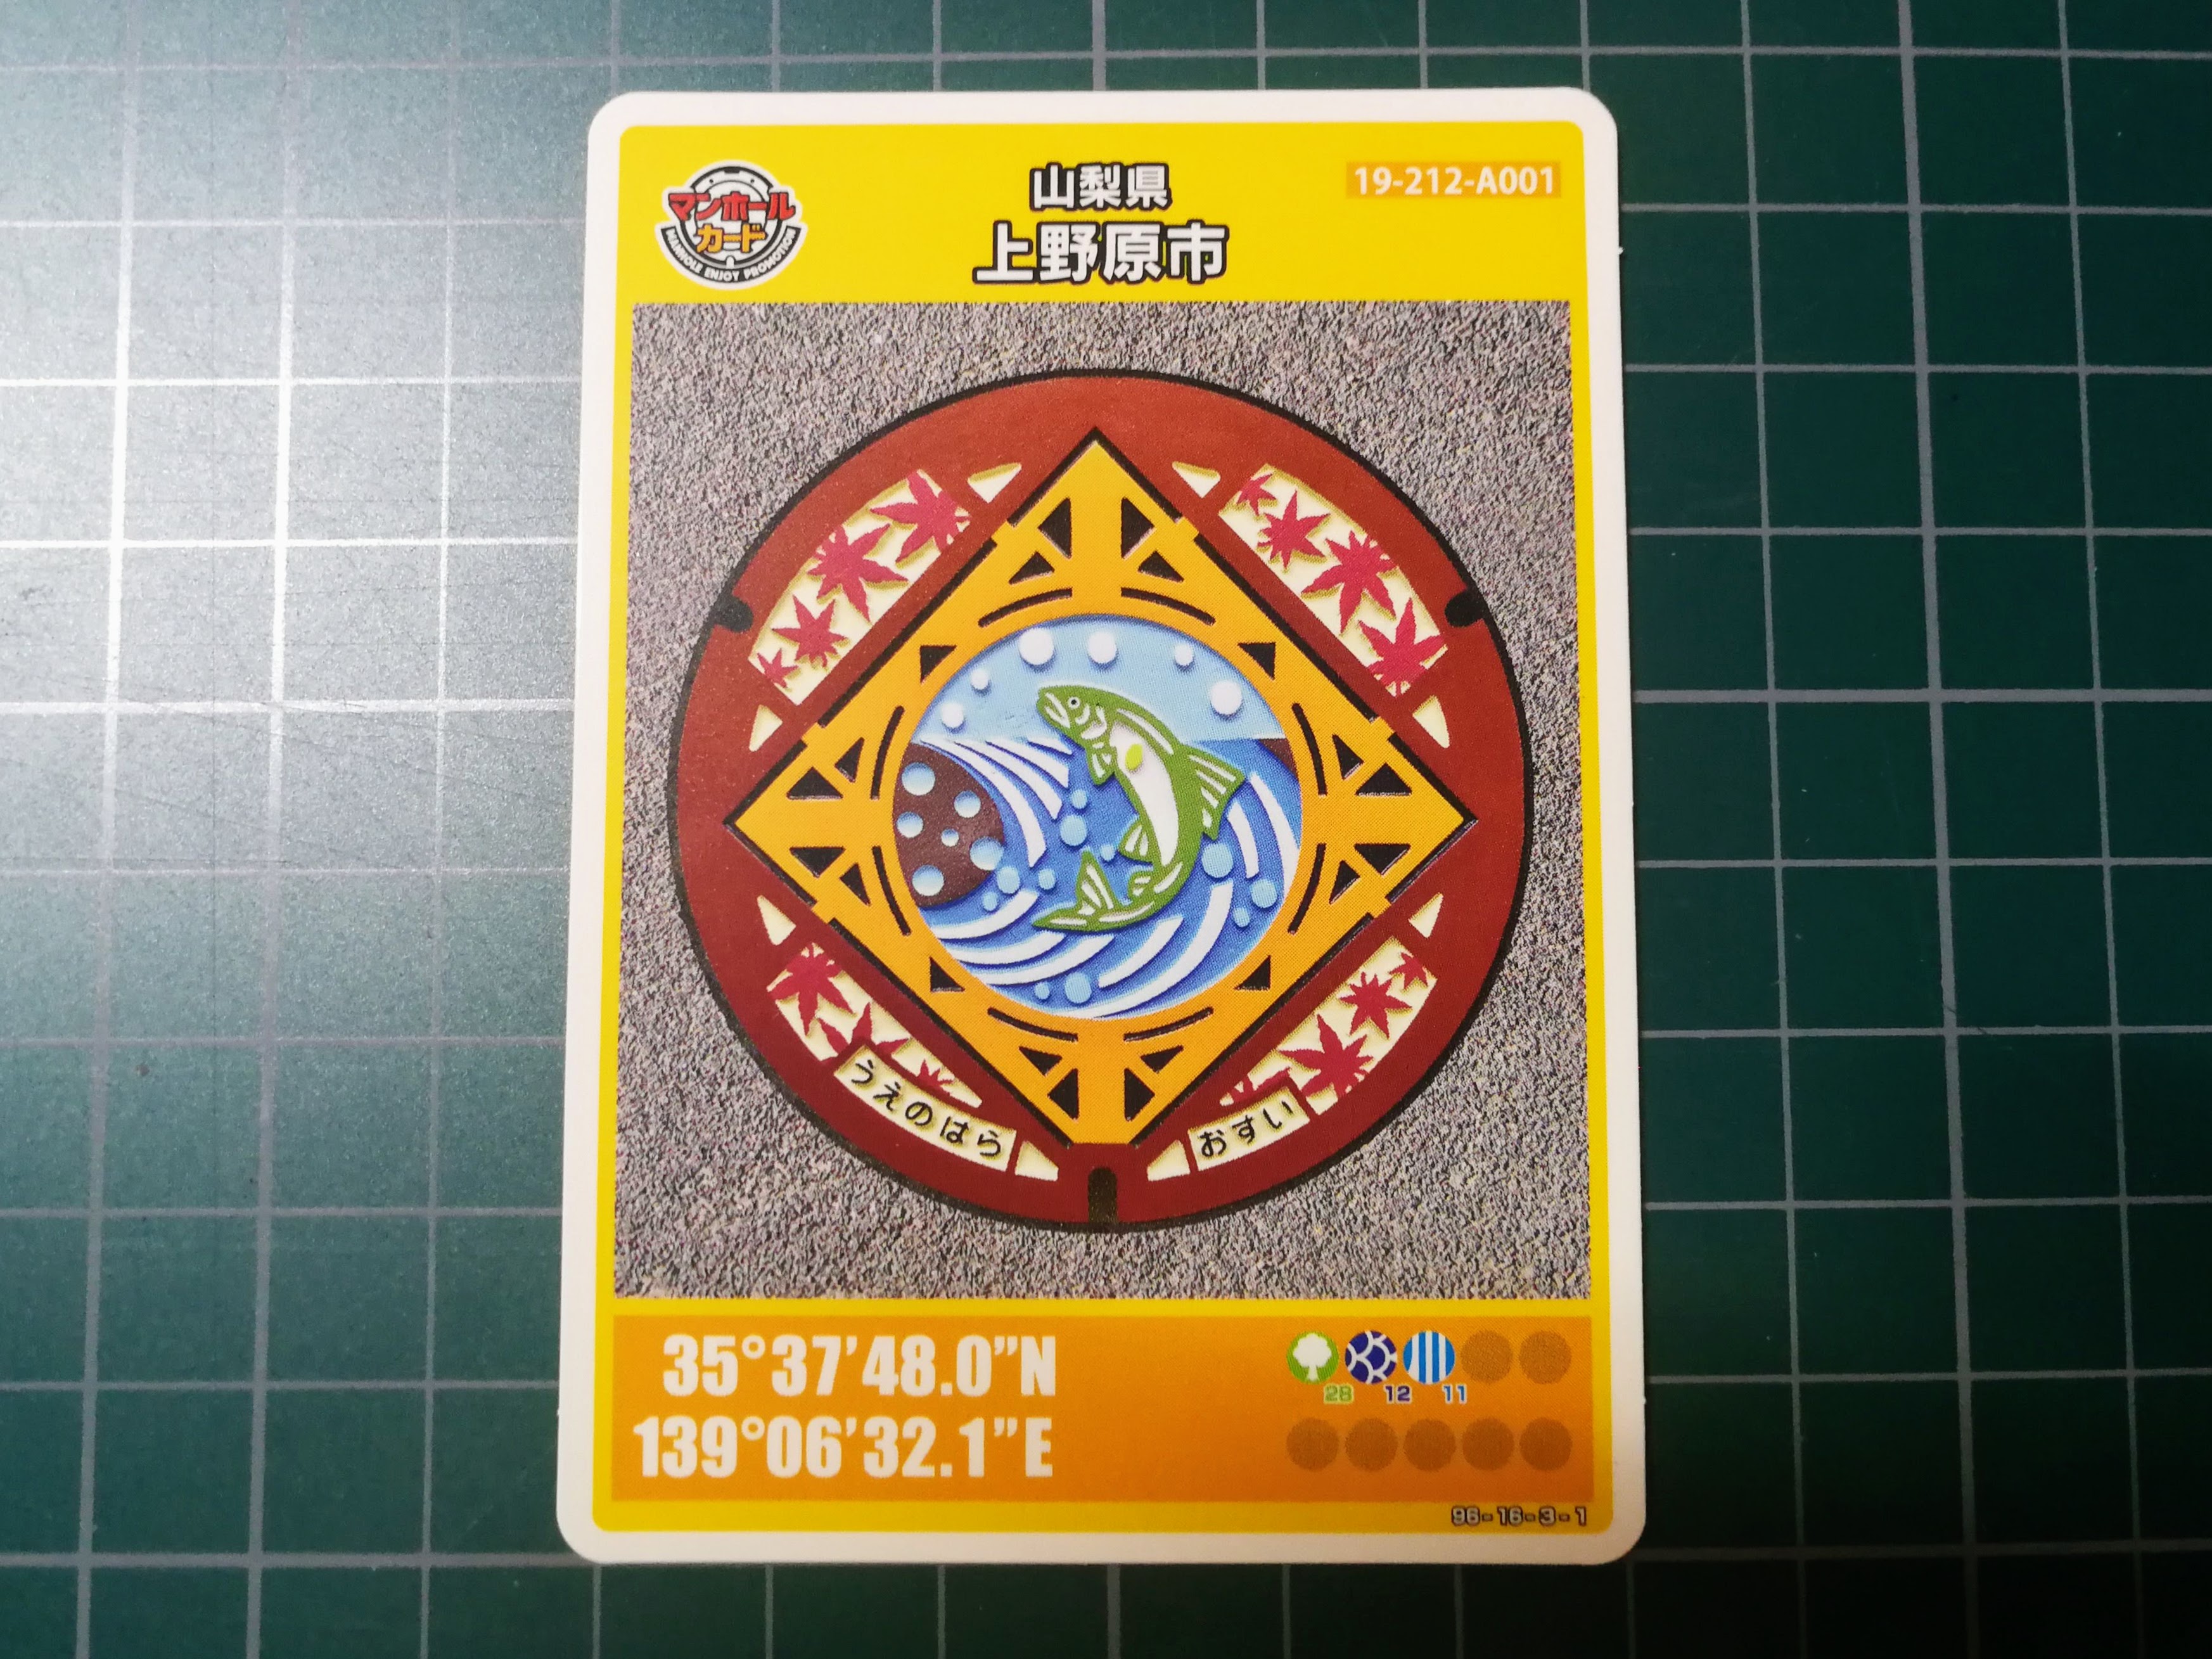 マンホール
カード
MANHOLE ENJOY PROMOTION
山梨県
上野原市
19-212-A001
うえのはら
おすい
35°37’48.0”N
139°06’32.1”E
28 12 11
96-16-3-1